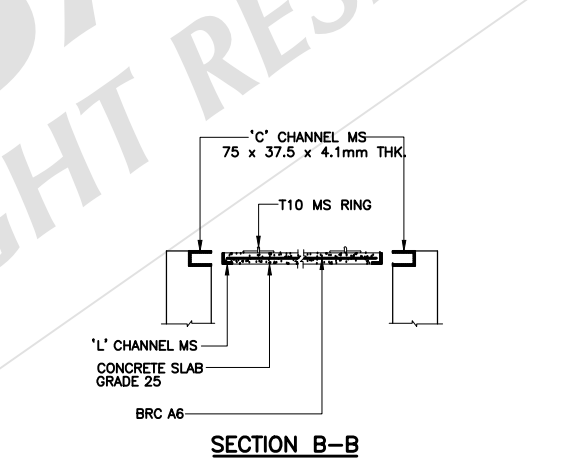 'C' CHANNEL MS
75 x 37.5 x 4.1mm THK.
T10 MS RING
'L' CHANNEL MS
CONCRETE SLAB
GRADE 25
BRC A6
SECTION B-B